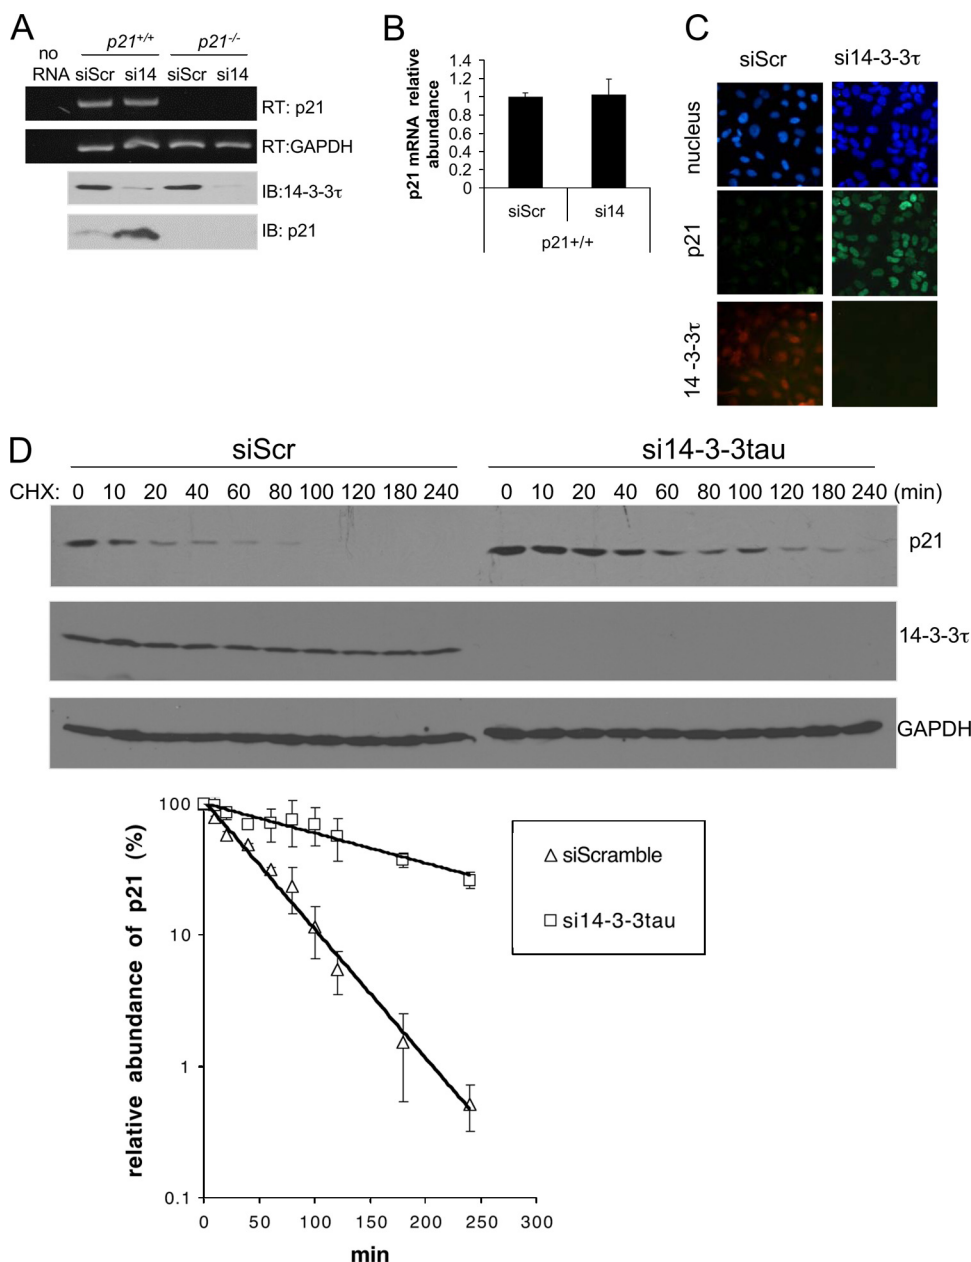 A
no
RNA
p21+/+ p21-/-
siScr si14 siScr si14
RT: p21
RT:GAPDH
IB:14-3-3τ
IB: p21
B
p21 mRNA relative
abundance
1.4
1.2
1
0.8
0.6
0.4
0.2
0
siScr si14
p21+/+
C
siScr si14-3-3τ
nucleus
p21
14 -3-3τ
D
siScr si14-3-3tau
CHX: 0 10 20 40 60 80 100 120 180 240 0 10 20 40 60 80 100 120 180 240 (min)
p21
14-3-3τ
GAPDH
relative abundance of p21 (%)
100
10
1
0.1
0 50 100 150 200 250 300
min
siScramble
si14-3-3tau